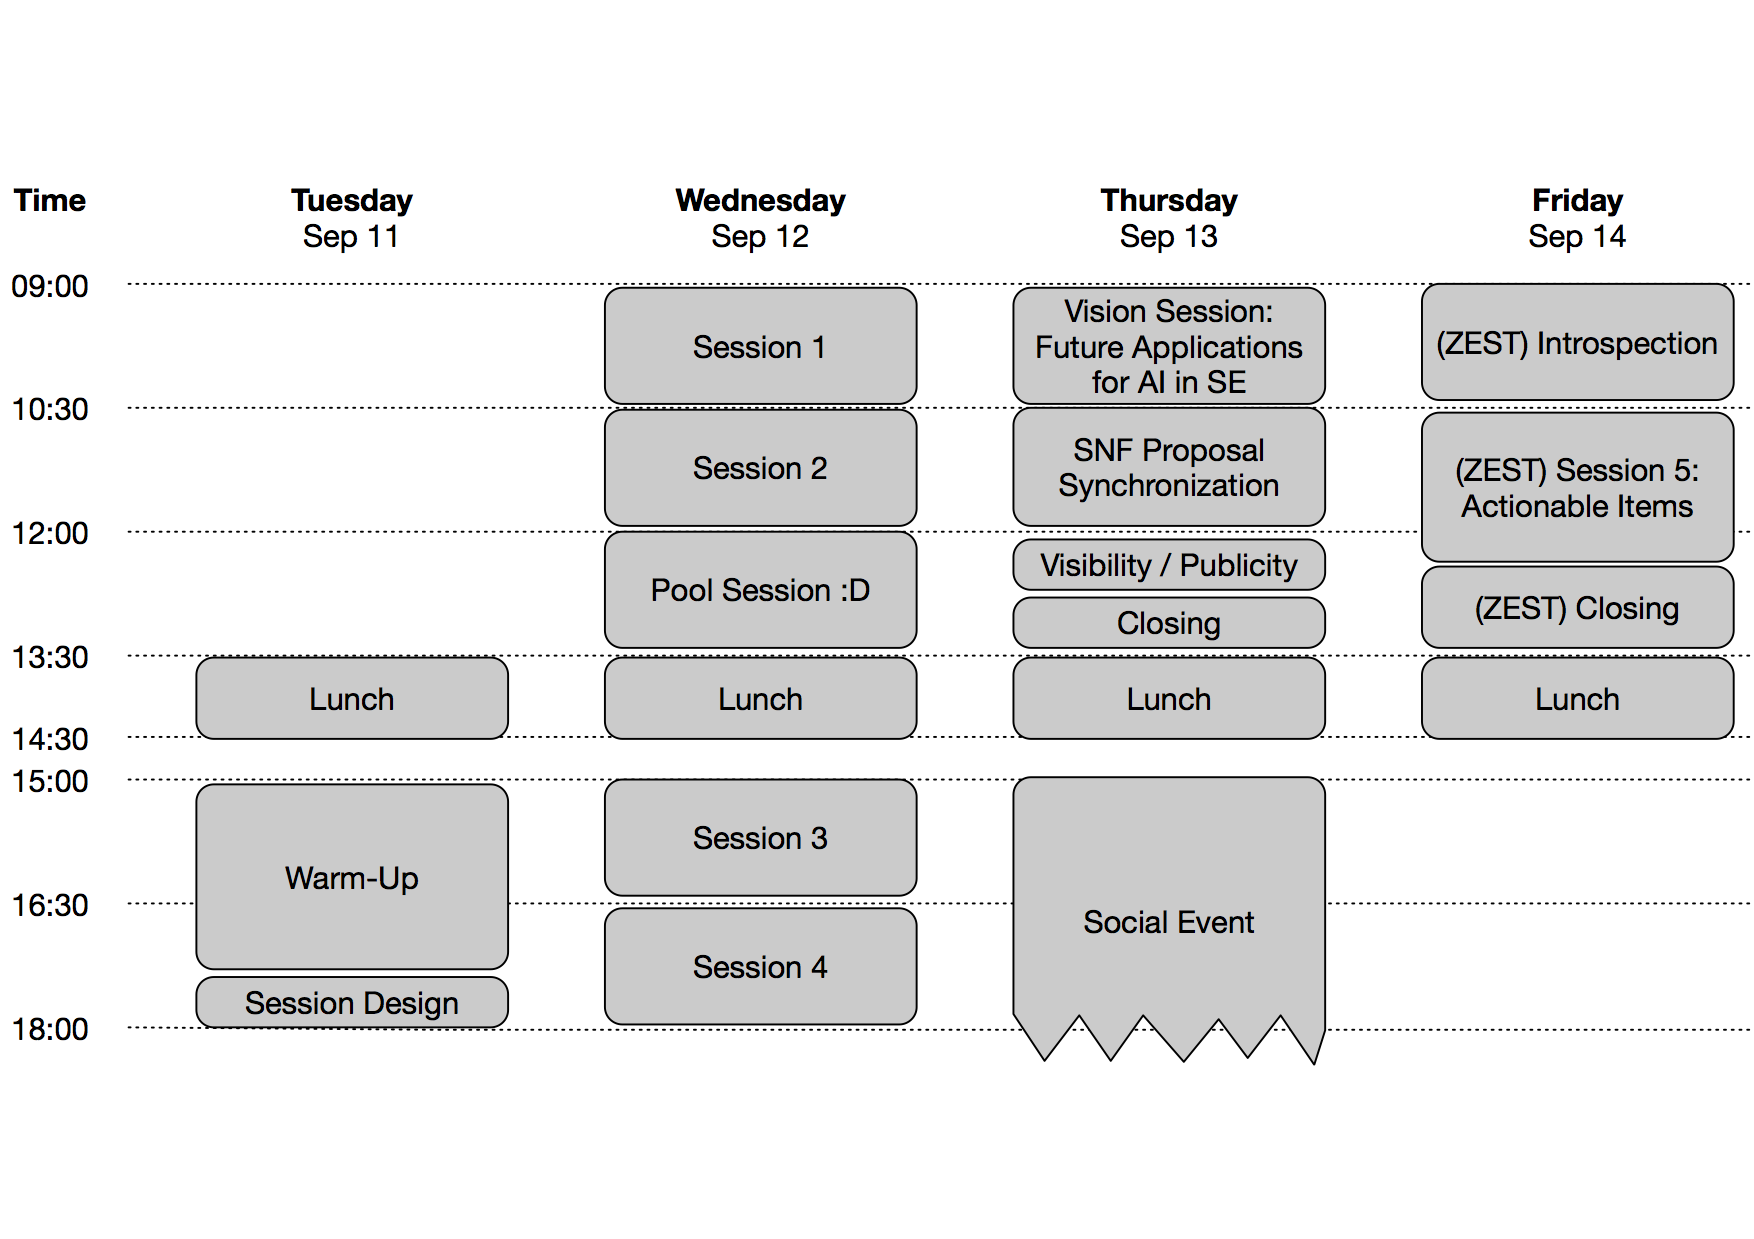 Time
Tuesday
Sep 11
Wednesday
Sep 12
Thursday
Sep 13
Friday
Sep 14
09:00
Session 1
Vision Session:
Future Applications
for AI in SE
(ZEST) Introspection
10:30
Session 2
SNF Proposal
Synchronization
(ZEST) Session 5:
Actionable Items
12:00
Pool Session :D
Visibility / Publicity
Closing
(ZEST) Closing
13:30
Lunch
Lunch
Lunch
Lunch
14:30
15:00
Warm-Up
Session 3
Social Event
16:30
Session 4
Session Design
18:00